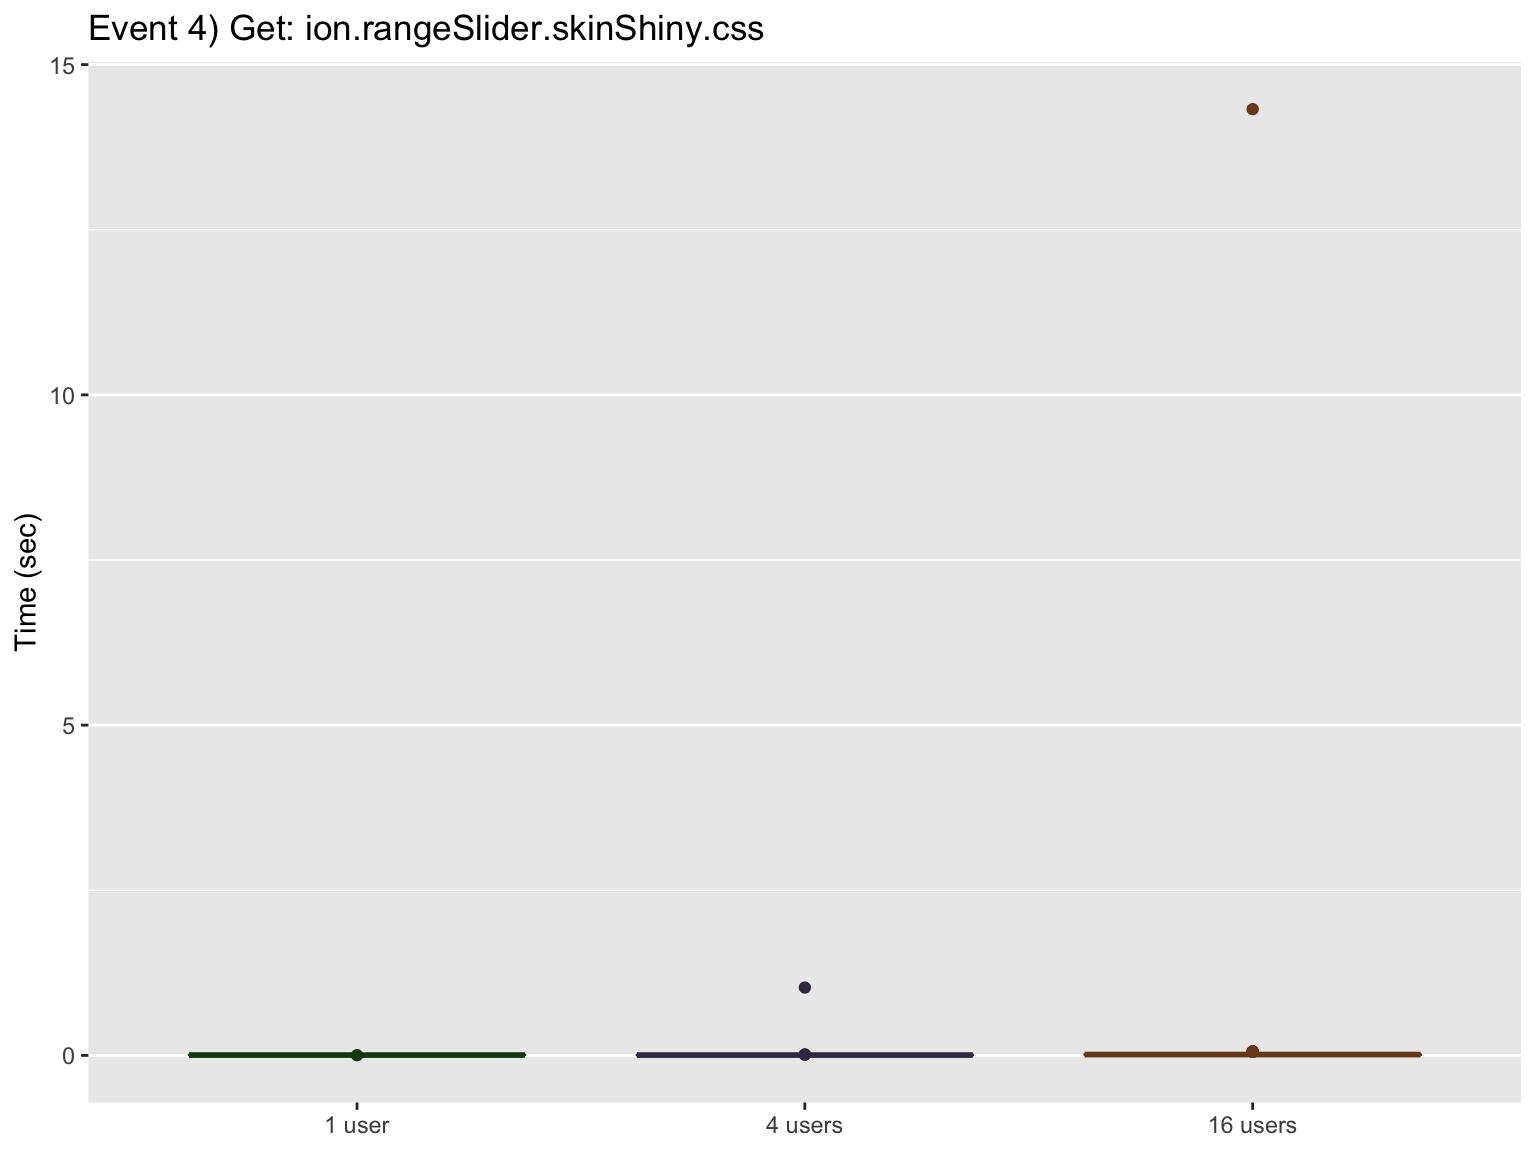 Event 4) Get: ion.rangeSlider.skinShiny.css
15
10
5
0
Time (sec)
1 user
4 users
16 users